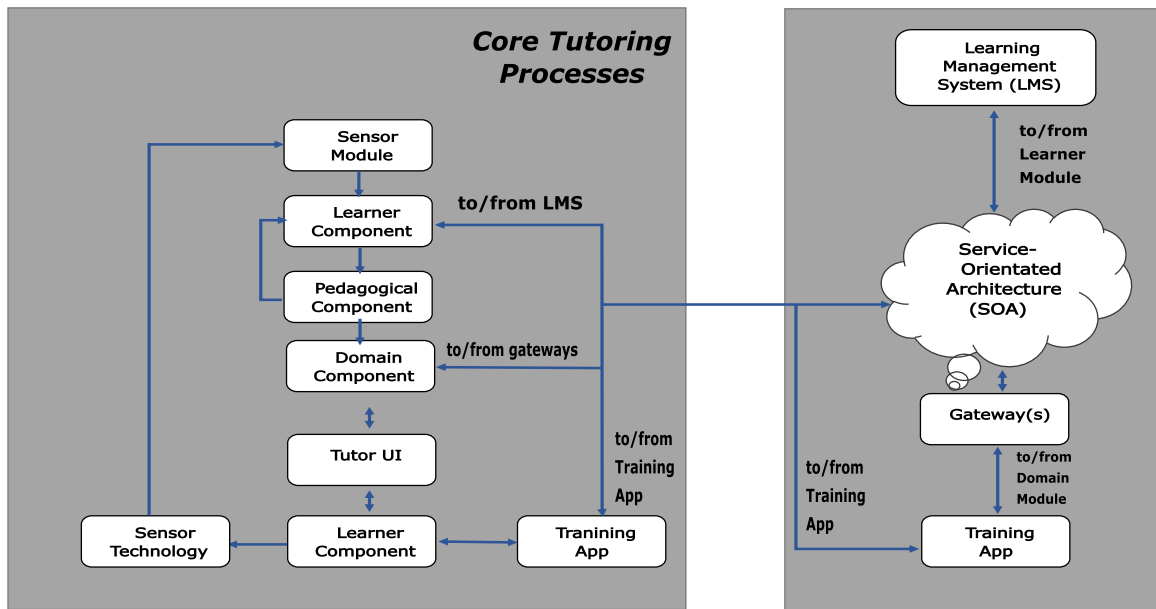 Core Tutoring
Processes
Sensor
Module
Learner
Component
to/from LMS
Pedagogical
Component
Domain
Component
to/from gateways
Tutor UI
to/from
Training
App
Sensor
Technology
Learner
Component
Tranining
App
Learning
Management
System (LMS)
to/from
Learner
Module
Service-
Orientated
Architecture
(SOA)
Gateway(s)
to/from
Training
App
to/from
Domain
Module
Training
App